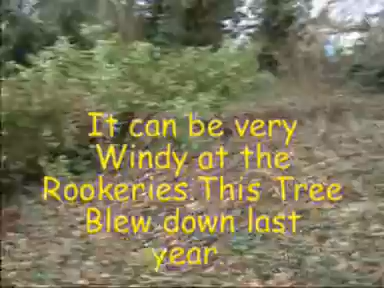 It can be very
Windy at the
Rookeries This Tree
Blew down last
year